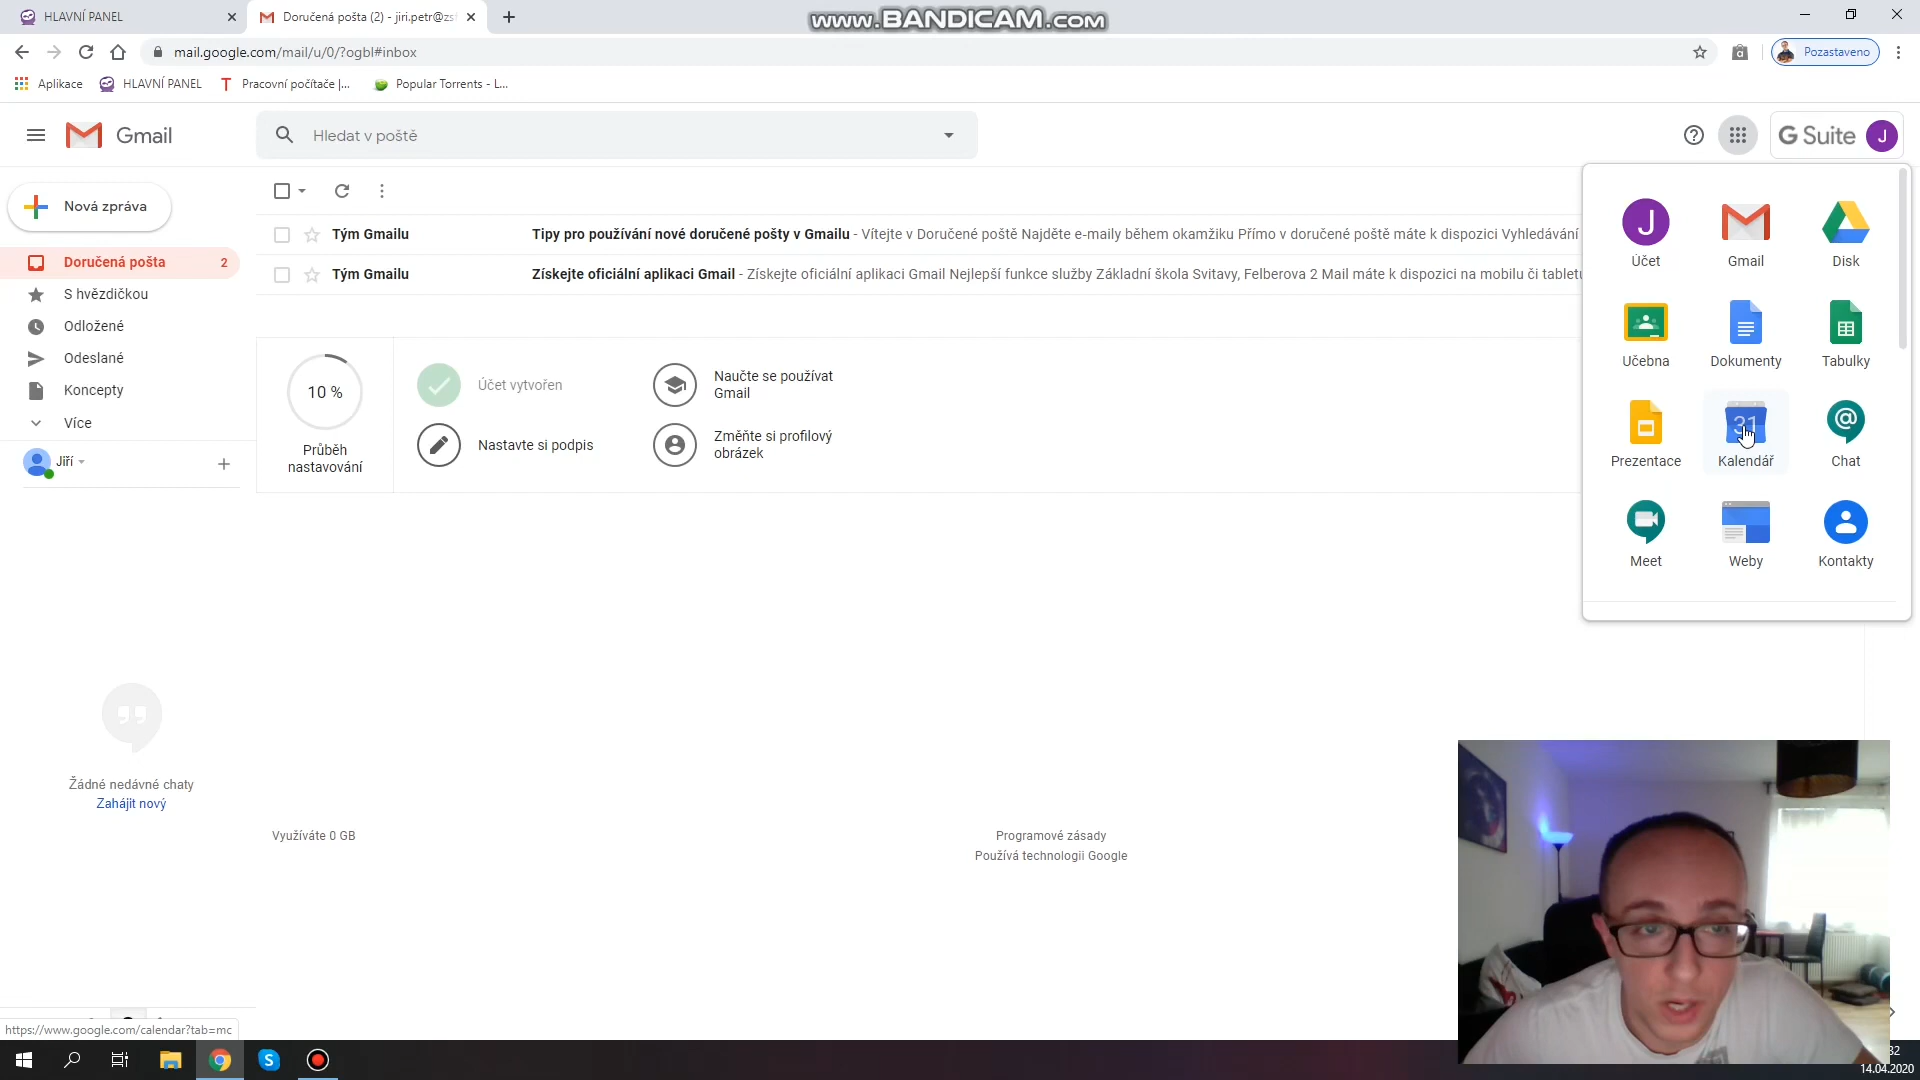 HLAVNÍ PANEL
Doručená pošta (2) - jiri.petr@zs
www.BANDICAM.com
mail.google.com/mail/u/0/?ogbl#inbox
Pozastaveno
Aplikace
HLAVNÍ PANEL
Pracovní počítače |...
Popular Torrents - L...
Gmail
Hledat v poště
G Suite
J
Nová zpráva
Doručená pošta 2
S hvězdičkou
Odložené
Odeslané
Koncepty
Více
Jiří
Žádné nedávné chaty
Zahájit nový
Tým Gmailu Tipy pro používání nové doručené pošty v Gmailu - Vítejte v Doručené poště Najděte e-maily během okamžiku Přímo v doručené poště máte k dispozici Vyhledávání
Tým Gmailu Získejte oficiální aplikaci Gmail - Získejte oficiální aplikaci Gmail Nejlepší funkce služby Základní škola Svitavy, Felberova 2 Mail máte k dispozici na mobilu či tabletu
10 %
Průběh
nastavování
Účet vytvořen
Naučte se používat
Gmail
Nastavte si podpis
Změňte si profilový
obrázek
Využíváte 0 GB
Programové zásady
Používá technologii Google
J
Účet
Gmail
Disk
Učebna
Dokumenty
Tabulky
Prezentace
31
Kalendář
Chat
Meet
Weby
Kontakty
https://www.google.com/calendar?tab=mc
32
14.04.2020